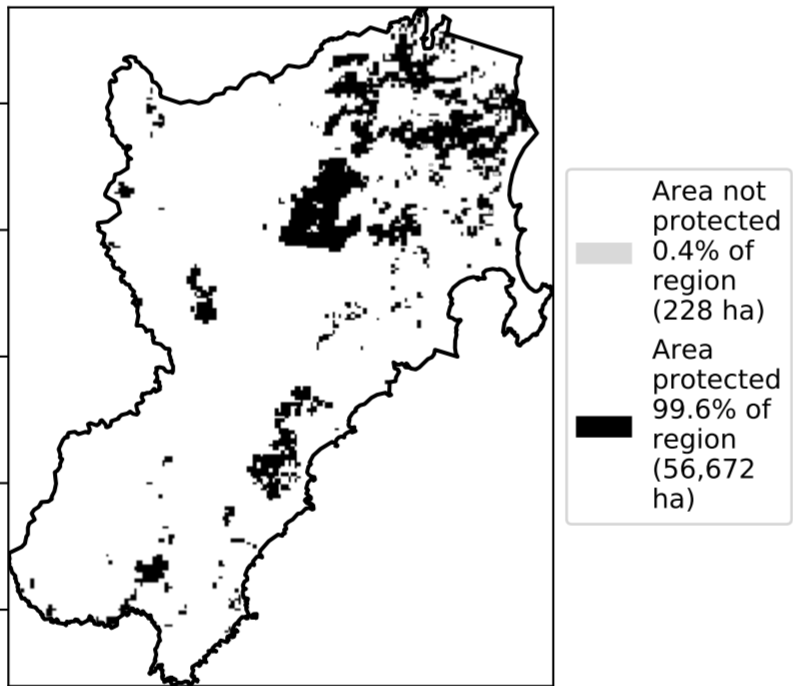 Area not
protected
0.4% of
region
(228 ha)
Area
protected
99.6% of
region
(56,672
ha)